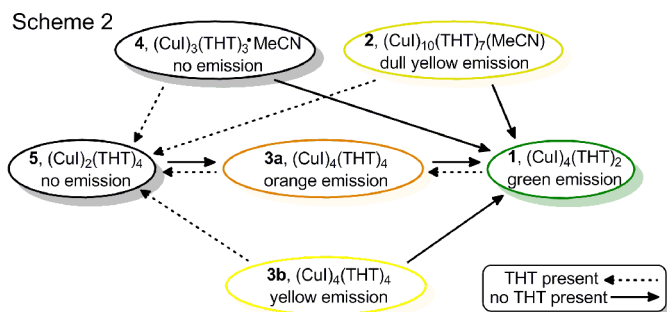 Scheme 2
4, (CuI)3(THT)3•MeCN
no emission
2, (CuI)10(THT)7(MeCN)
dull yellow emission
5, (CuI)2(THT)4
no emission
3a, (CuI)4(THT)4
orange emission
1, (CuI)4(THT)2
green emission
3b, (CuI)4(THT)4
yellow emission
THT present
no THT present